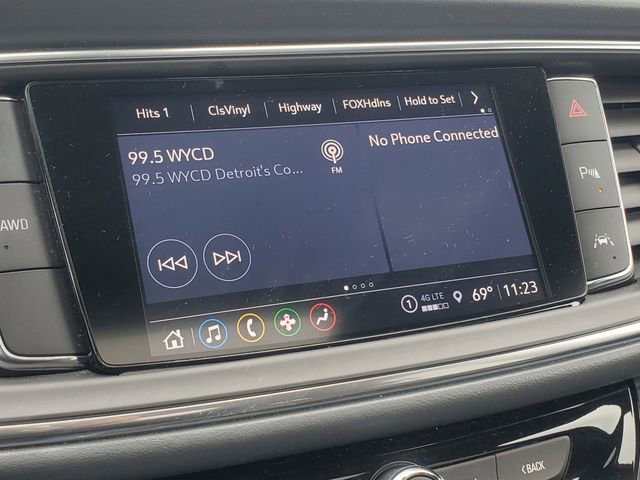 Hits 1 ClsVinyl Highway FOXHdlns Hold to Set >
99.5 WYCD
99.5 WYCD Detroit's Co...
FM
No Phone Connected
1 4G LTE 69° 11:23
AWD
P
< BACK